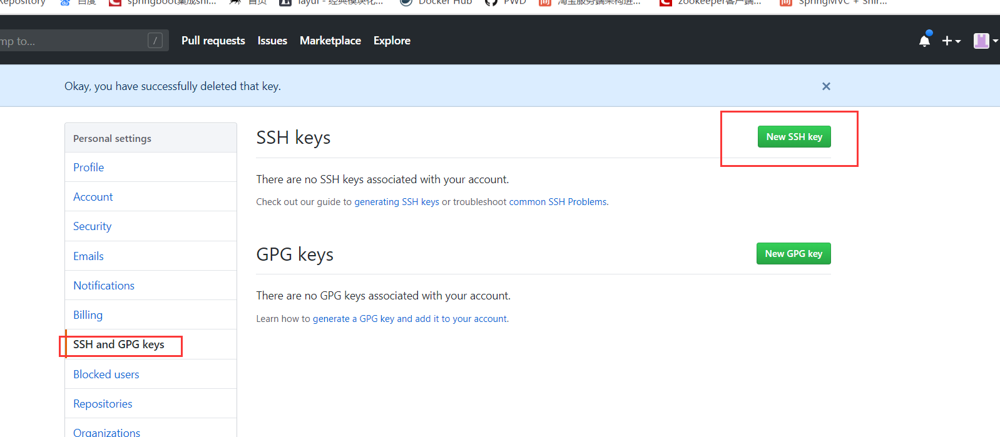 Repository 百度 springboot集成shi... 首页 layui - 经典模块化... Docker Hub PWD 淘宝服务端架构进... zookeeper客户端... SpringMVC + Shir...
mp to... / Pull requests Issues Marketplace Explore
Okay, you have successfully deleted that key.
Personal settings
Profile
Account
Security
Emails
Notifications
Billing
SSH and GPG keys
Blocked users
Repositories
Organizations
SSH keys
New SSH key
There are no SSH keys associated with your account.
Check out our guide to generating SSH keys or troubleshoot common SSH Problems.
GPG keys
New GPG key
There are no GPG keys associated with your account.
Learn how to generate a GPG key and add it to your account.